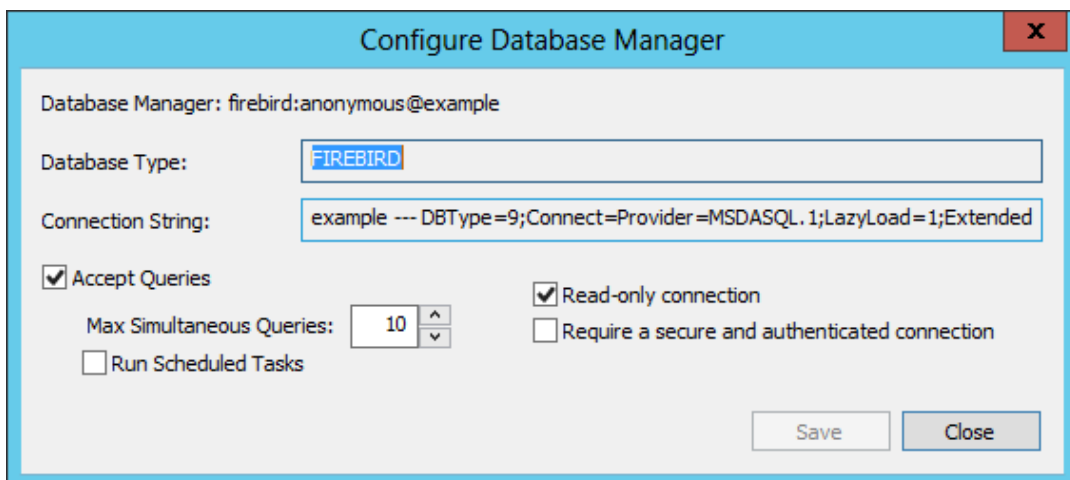 Configure Database Manager
x
Database Manager: firebird:anonymous@example
Database Type: FIREBIRD
Connection String: example --- DBType=9;Connect=Provider=MSDASQL.1;LazyLoad=1;Extended
Accept Queries
Read-only connection
Max Simultaneous Queries: 10
Require a secure and authenticated connection
Run Scheduled Tasks
Save Close